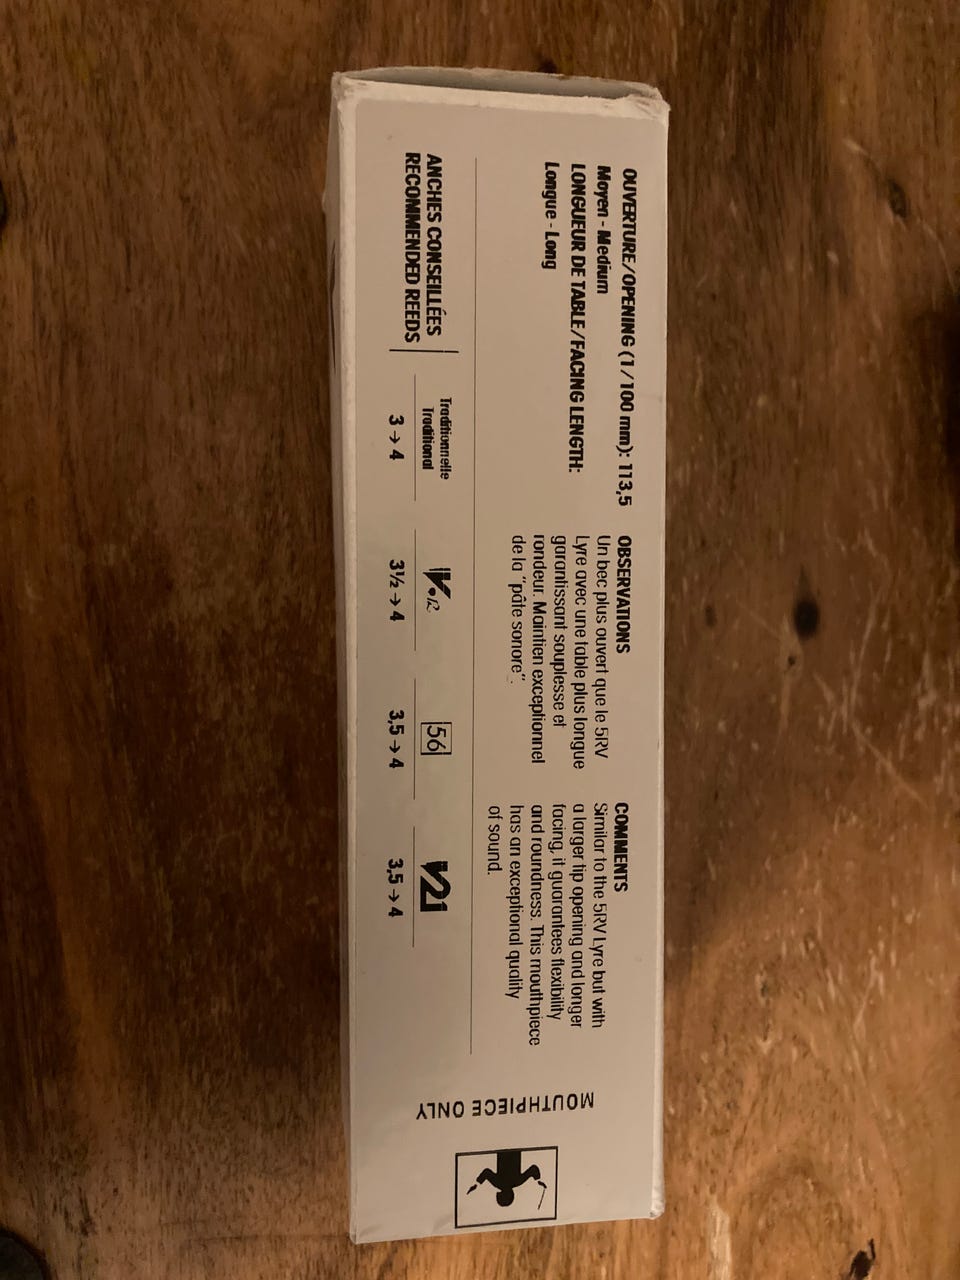 OUVERTURE/OPENING (1/100 mm): 113,5
Moyen - Medium
LONGUEUR DE TABLE/FACING LENGTH:
Longue - Long
OBSERVATIONS
Un bec plus ouvert que le 5RV
Lyre avec une table plus longue
garantissant souplesse et
rondeur. Maintien exceptionnel
de la "pâte sonore".
COMMENTS
Similar to the 5RV Lyre but with
a larger tip opening and longer
facing, it guarantees flexibility
and roundness. This mouthpiece
has an exceptional quality
of sound.
ANCHES CONSEILLÉES
RECOMMENDED REEDS
Traditionnelle
Traditional
3 → 4
V•12
3½ → 4
56
3,5 → 4
V21
3,5 → 4
MOUTHPIECE ONLY